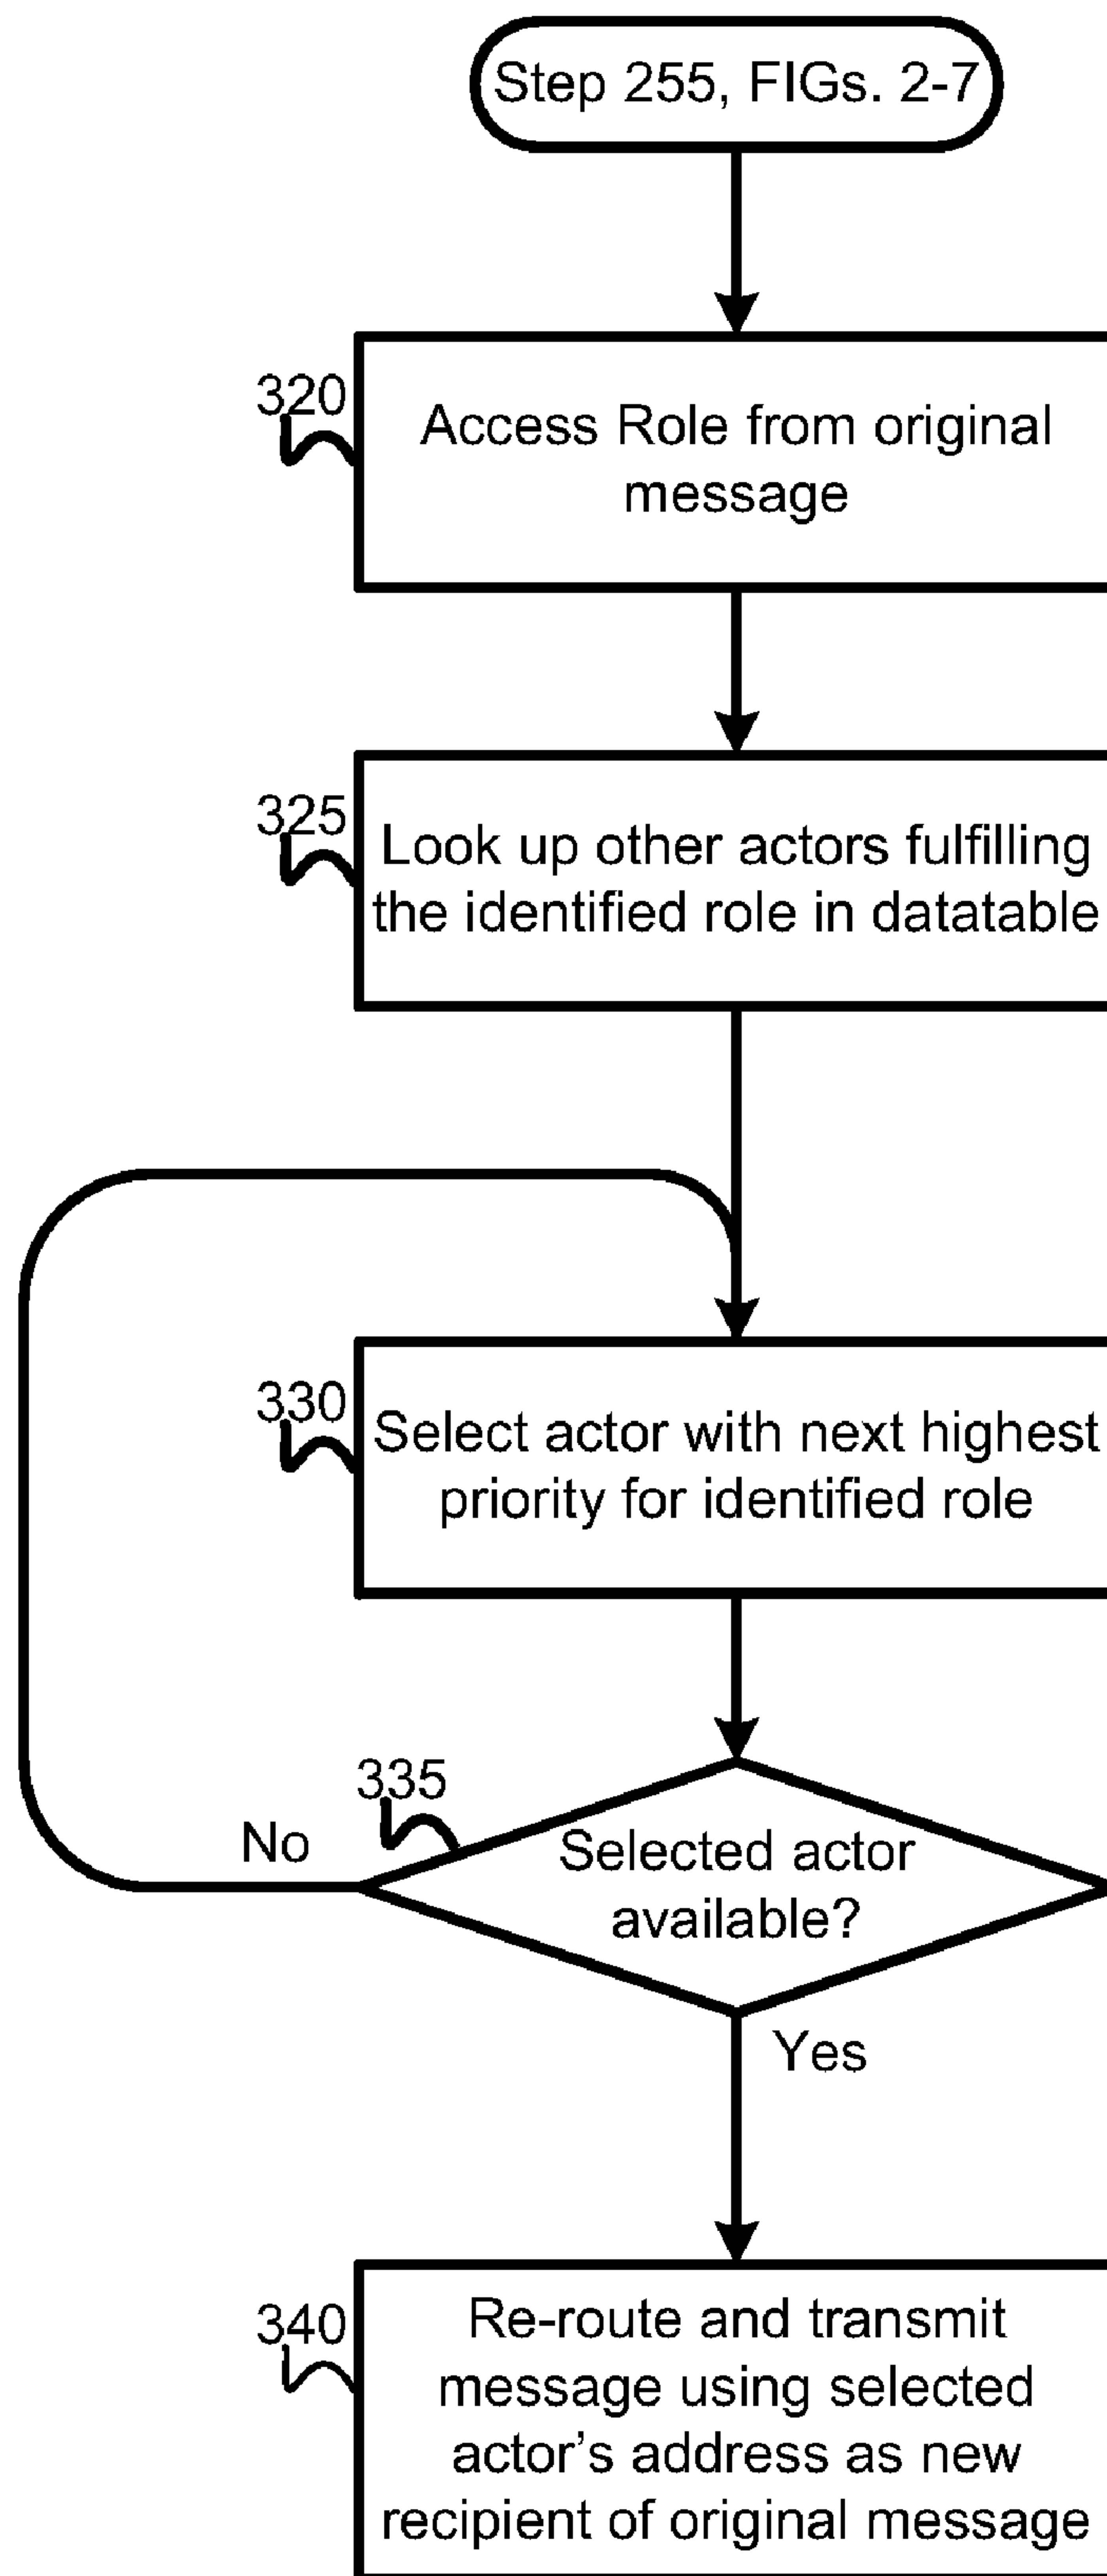 Step 255, FIGs. 2-7
320
Access Role from original
message
325
Look up other actors fulfilling
the identified role in datatable
330
Select actor with next highest
priority for identified role
335
No
Selected actor
available?
Yes
340
Re-route and transmit
message using selected
actor's address as new
recipient of original message